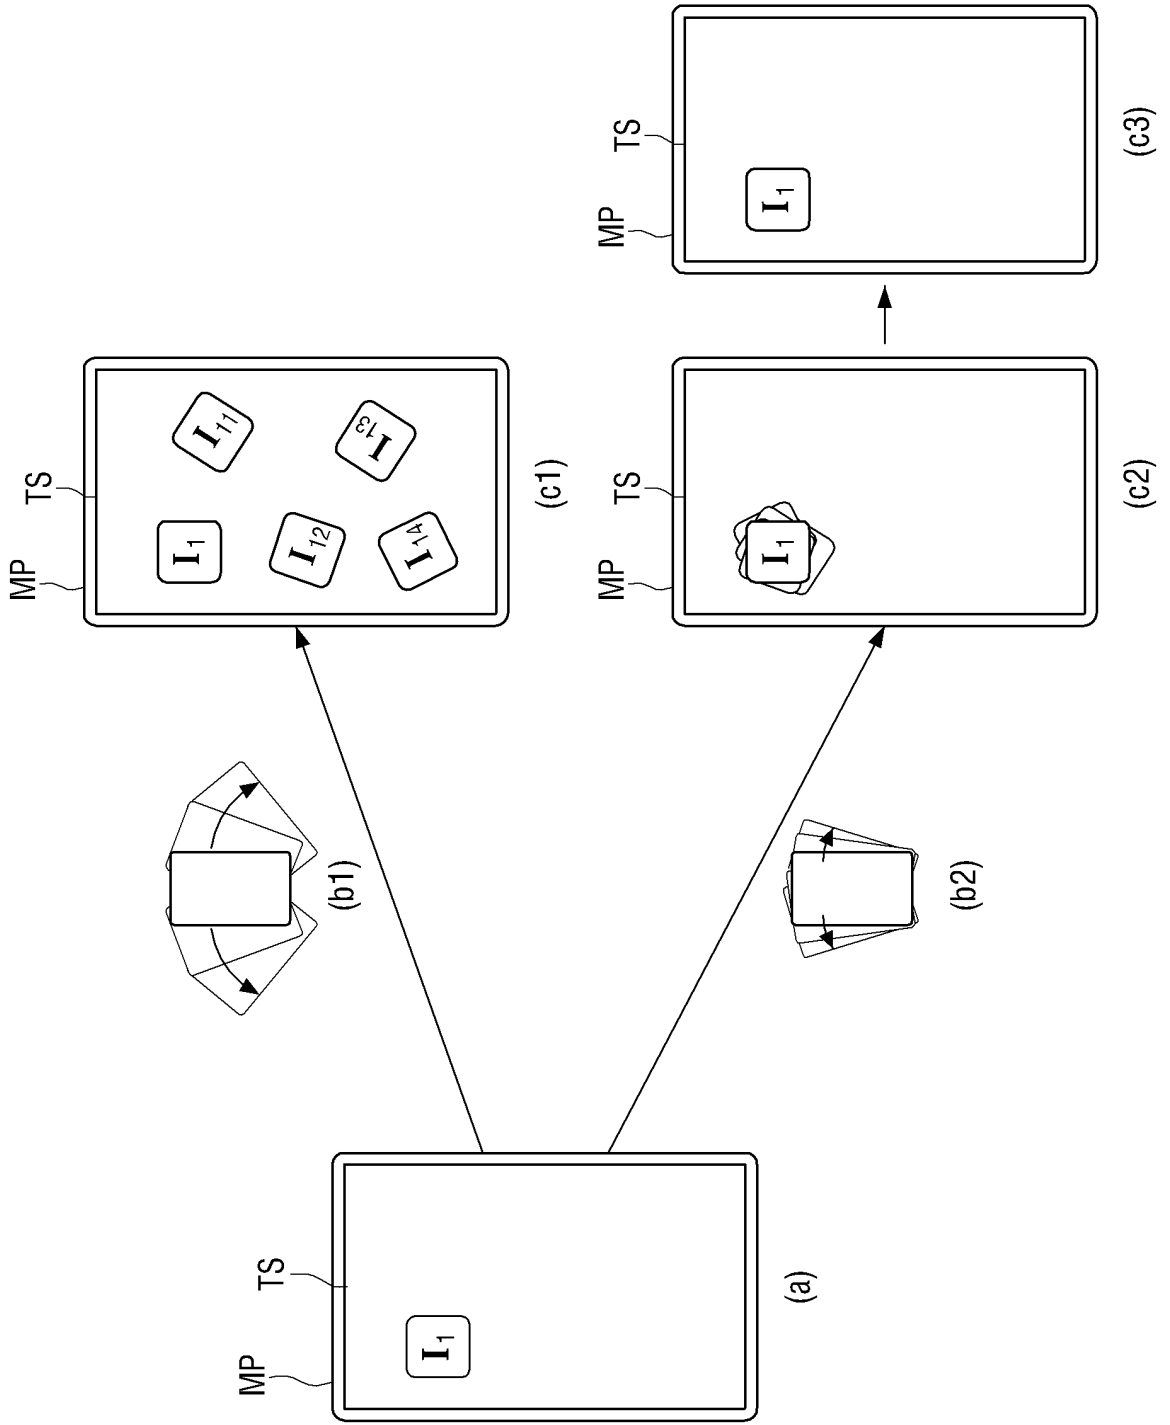 MP
TS
I1
(a)
(b1)
(b2)
MP
TS
I1
I11
I12
I13
I14
(c1)
MP
TS
I1
(c2)
MP
TS
I1
(c3)